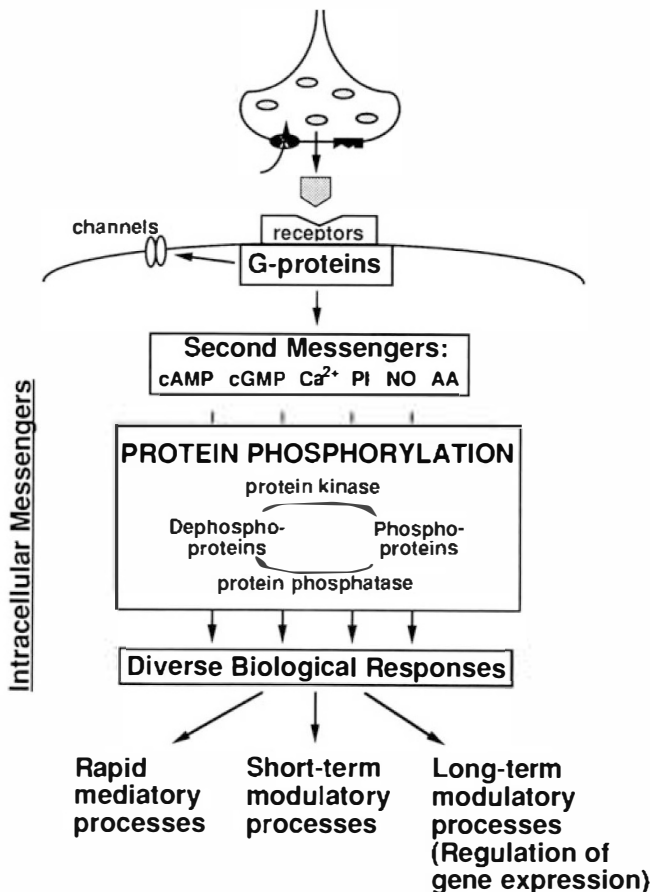 channels
receptors
G-proteins
Second Messengers:
cAMP cGMP Ca²⁺ PI NO AA
Intracellular Messengers
PROTEIN PHOSPHORYLATION
protein kinase
Dephospho-
proteins
Phospho-
proteins
protein phosphatase
Diverse Biological Responses
Rapid
mediatory
processes
Short-term
modulatory
processes
Long-term
modulatory
processes
(Regulation of
gene expression)